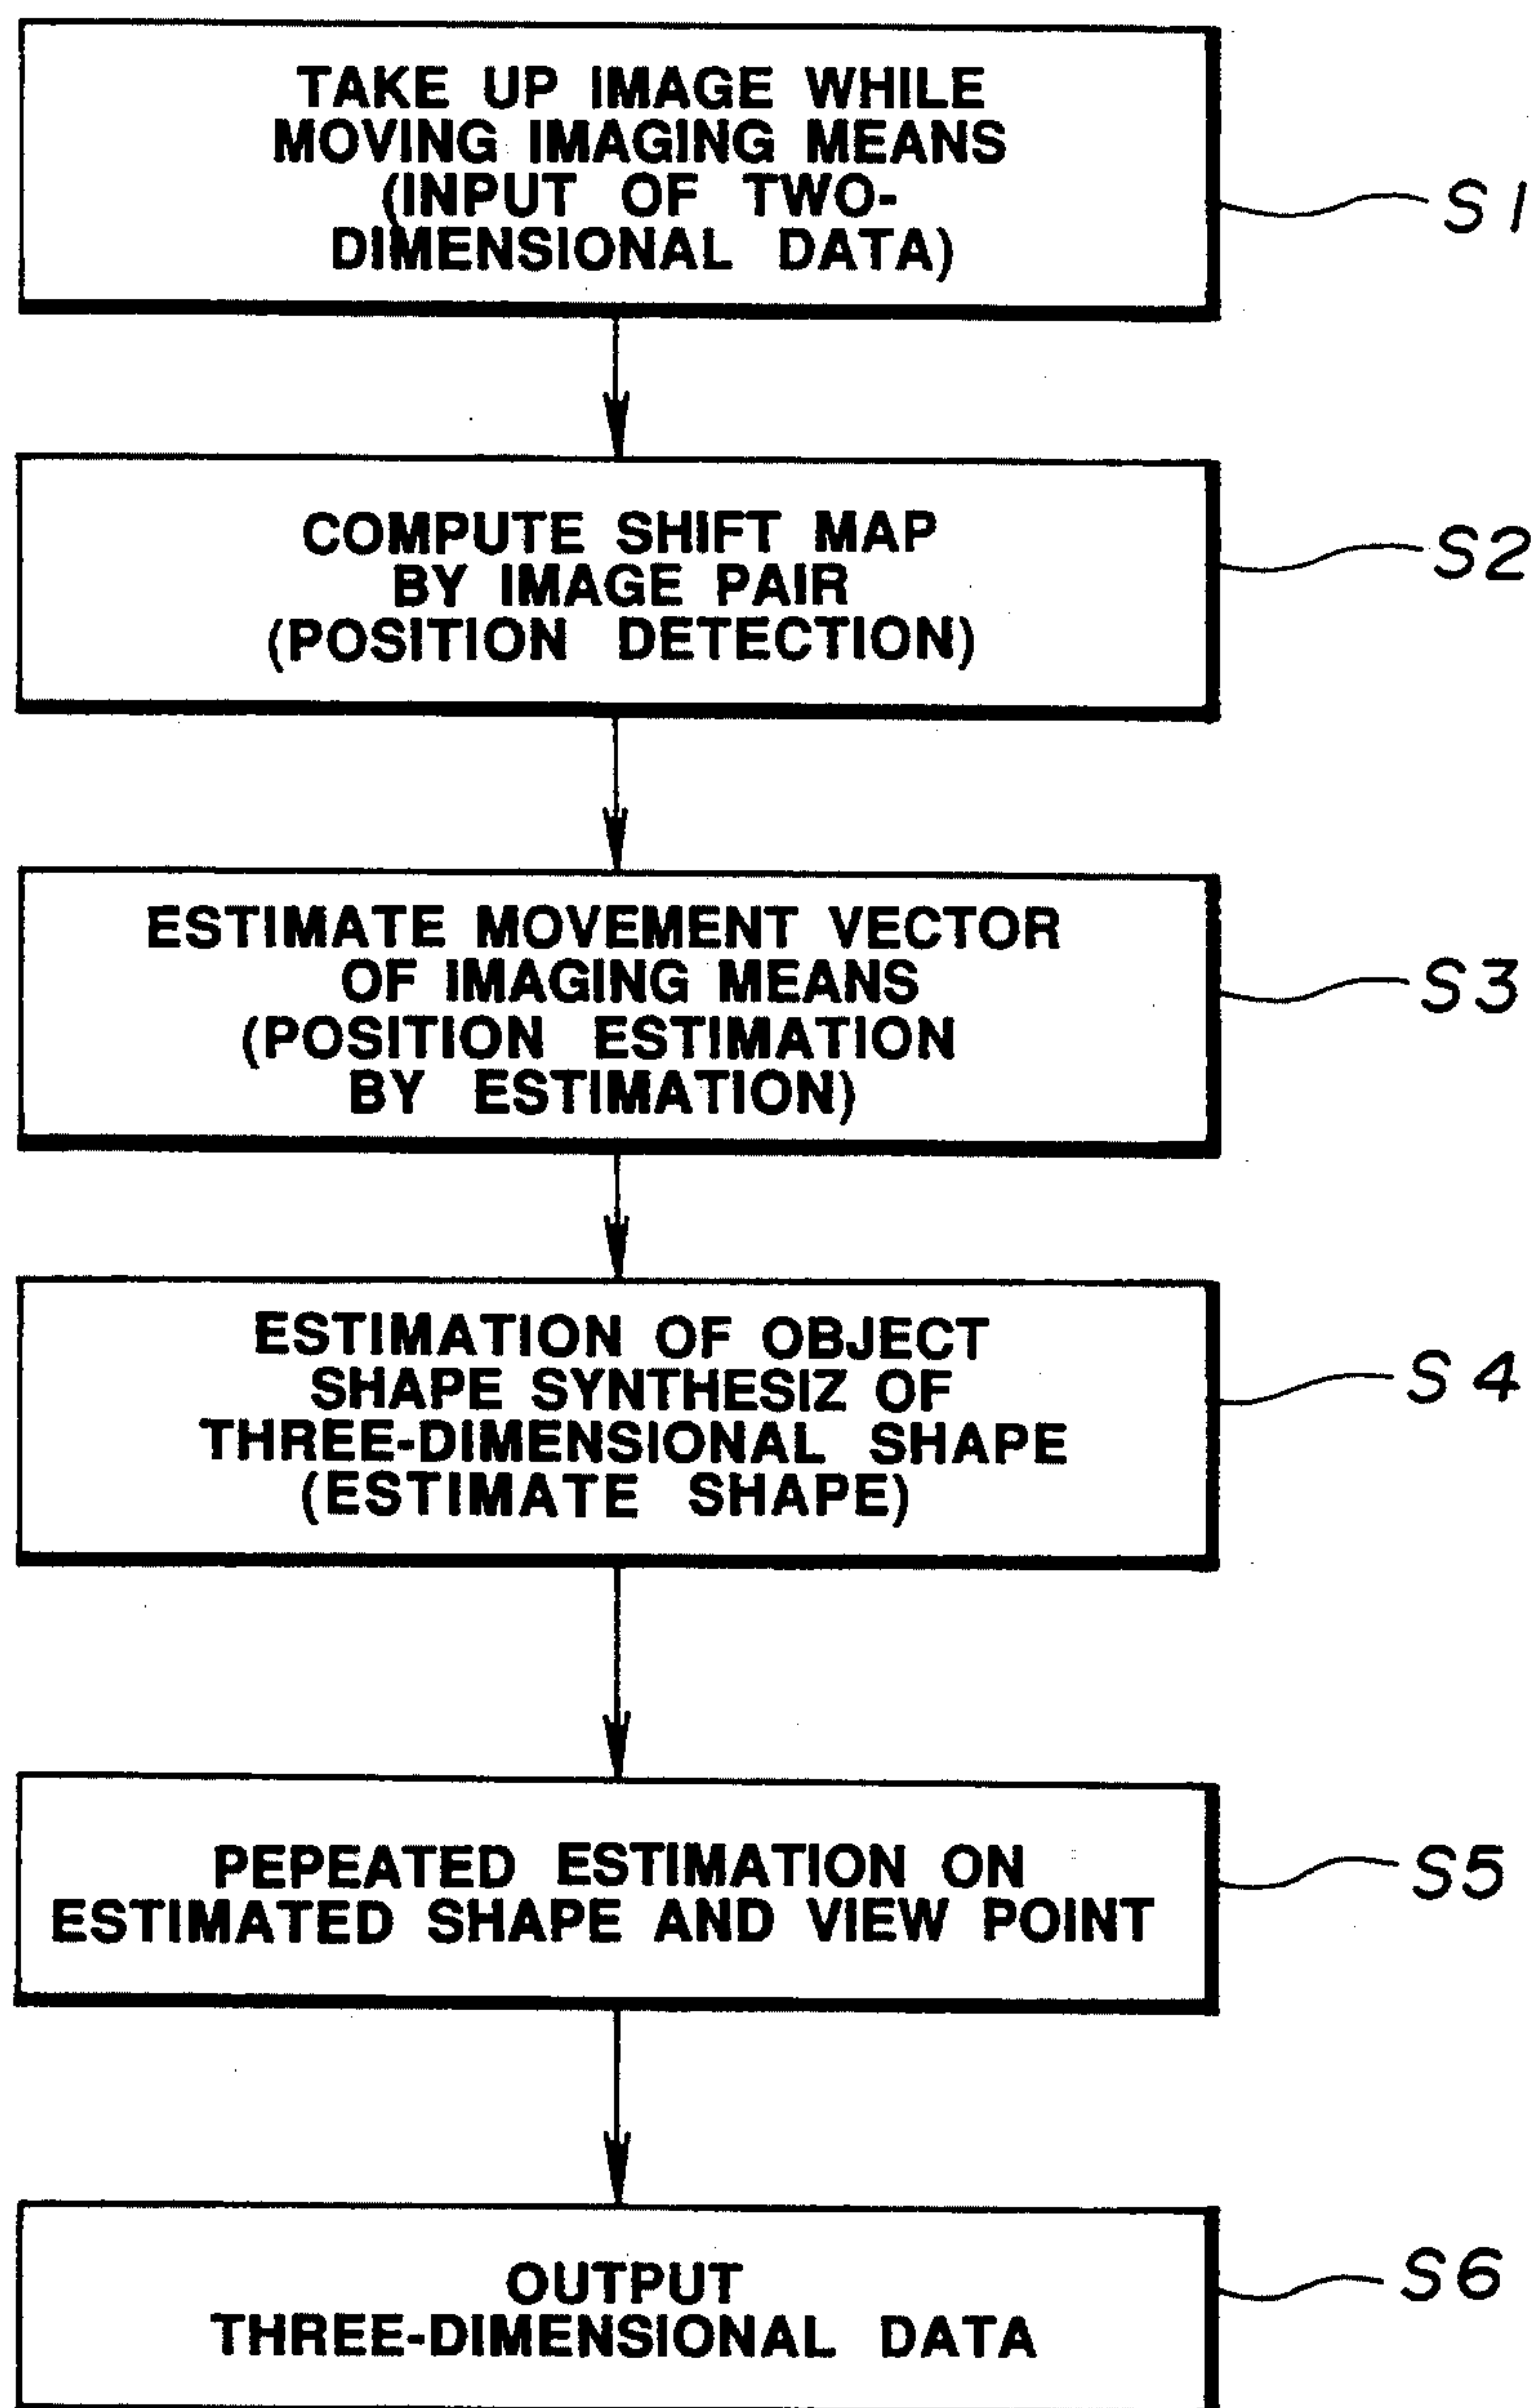 TAKE UP IMAGE WHILE
MOVING IMAGING MEANS
(INPUT OF TWO-
DIMENSIONAL DATA)
S1
COMPUTE SHIFT MAP
BY IMAGE PAIR
(POSITION DETECTION)
S2
ESTIMATE MOVEMENT VECTOR
OF IMAGING MEANS
(POSITION ESTIMATION
BY ESTIMATION)
S3
ESTIMATION OF OBJECT
SHAPE SYNTHESIZ OF
THREE-DIMENSIONAL SHAPE
(ESTIMATE SHAPE)
S4
PEPEATED ESTIMATION ON
ESTIMATED SHAPE AND VIEW POINT
S5
OUTPUT
THREE-DIMENSIONAL DATA
S6